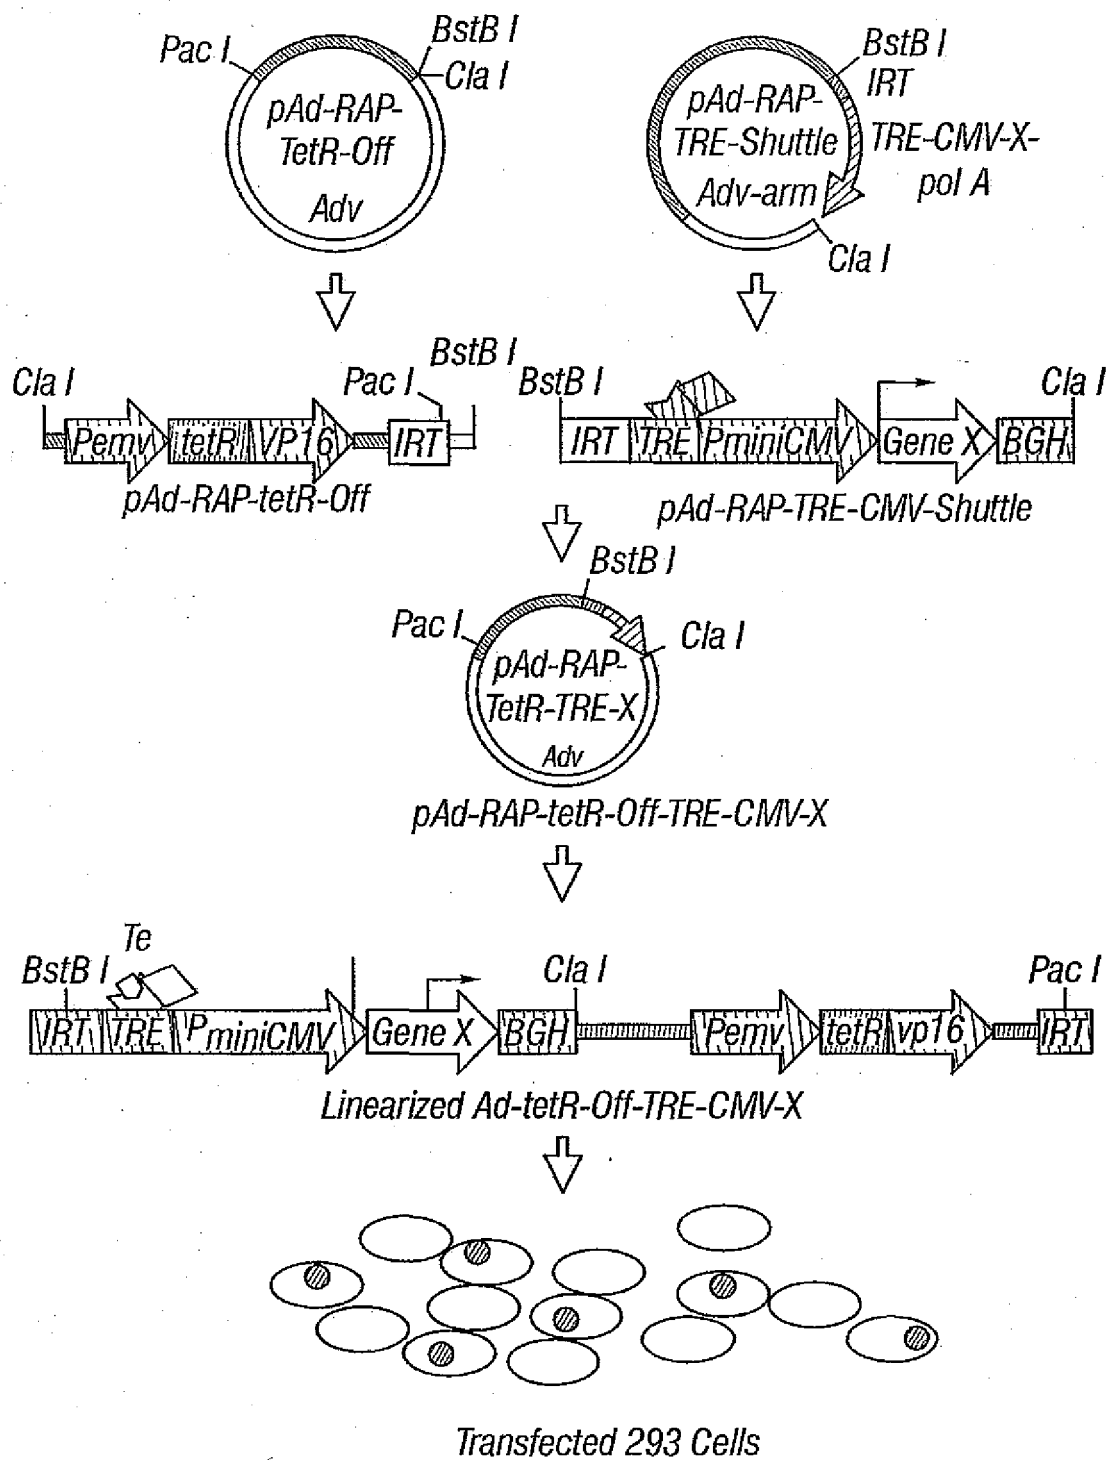 Pac I
BstB I
Cla I
pAd-RAP-
TetR-Off
Adv
BstB I
IRT
pAd-RAP-
TRE-Shuttle
Adv-arm
TRE-CMV-X-
pol A
Cla I
Cla I
Pac I
BstB I
Pemv
tetR
VP16
IRT
pAd-RAP-tetR-Off
BstB I
Cla I
IRT
TRE
PminiCMV
Gene X
BGH
pAd-RAP-TRE-CMV-Shuttle
BstB I
Pac I
Cla I
pAd-RAP-
TetR-TRE-X
Adv
pAd-RAP-tetR-Off-TRE-CMV-X
Te
BstB I
Cla I
Pac I
IRT
TRE
PminiCMV
Gene X
BGH
Pemv
tetR
vp16
IRT
Linearized Ad-tetR-Off-TRE-CMV-X
Transfected 293 Cells